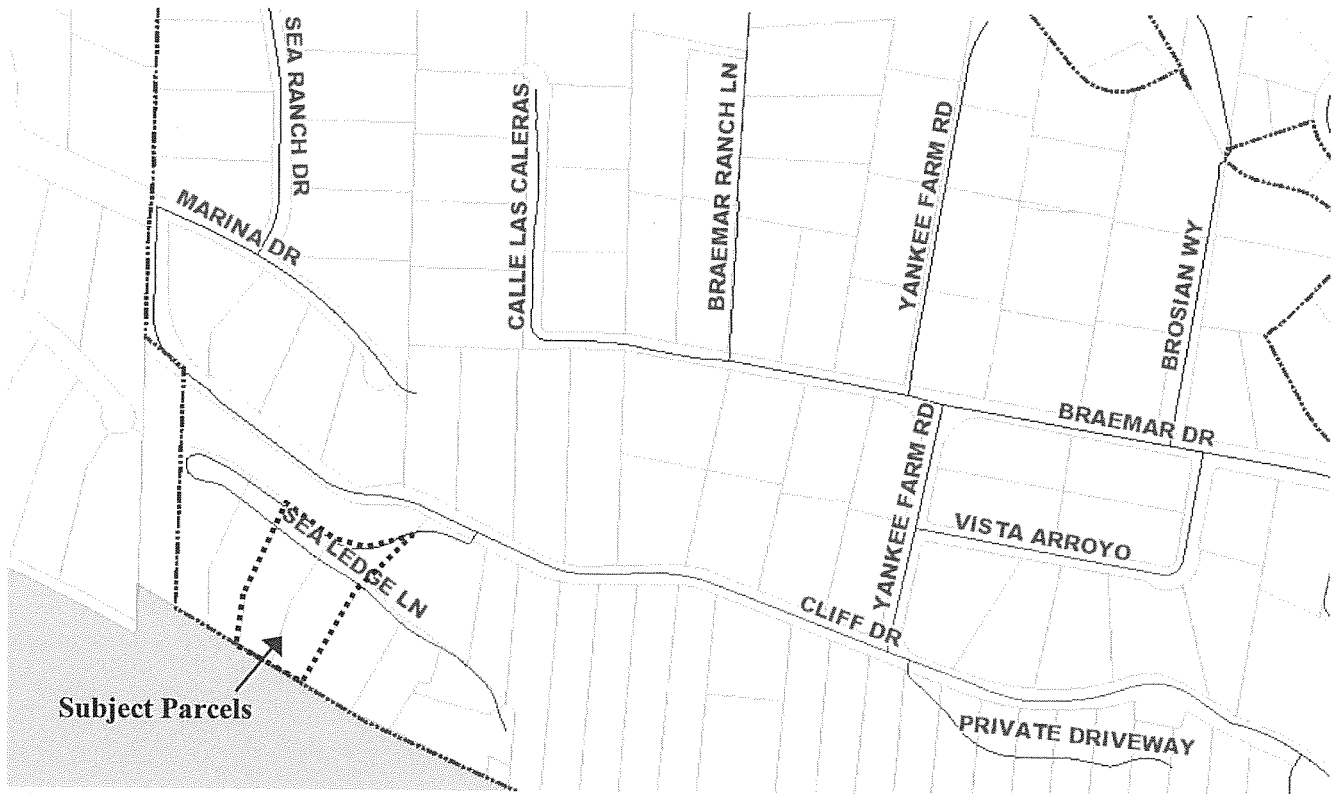 SEA RANCH DR
MARINA DR
CALLE LAS CALERAS
BRAEMAR RANCH LN
YANKEE FARM RD
BROSIAN WY
BRAEMAR DR
YANKEE FARM RD
VISTA ARROYO
SEA LEDGE LN
CLIFF DR
Subject Parcels
PRIVATE DRIVEWAY